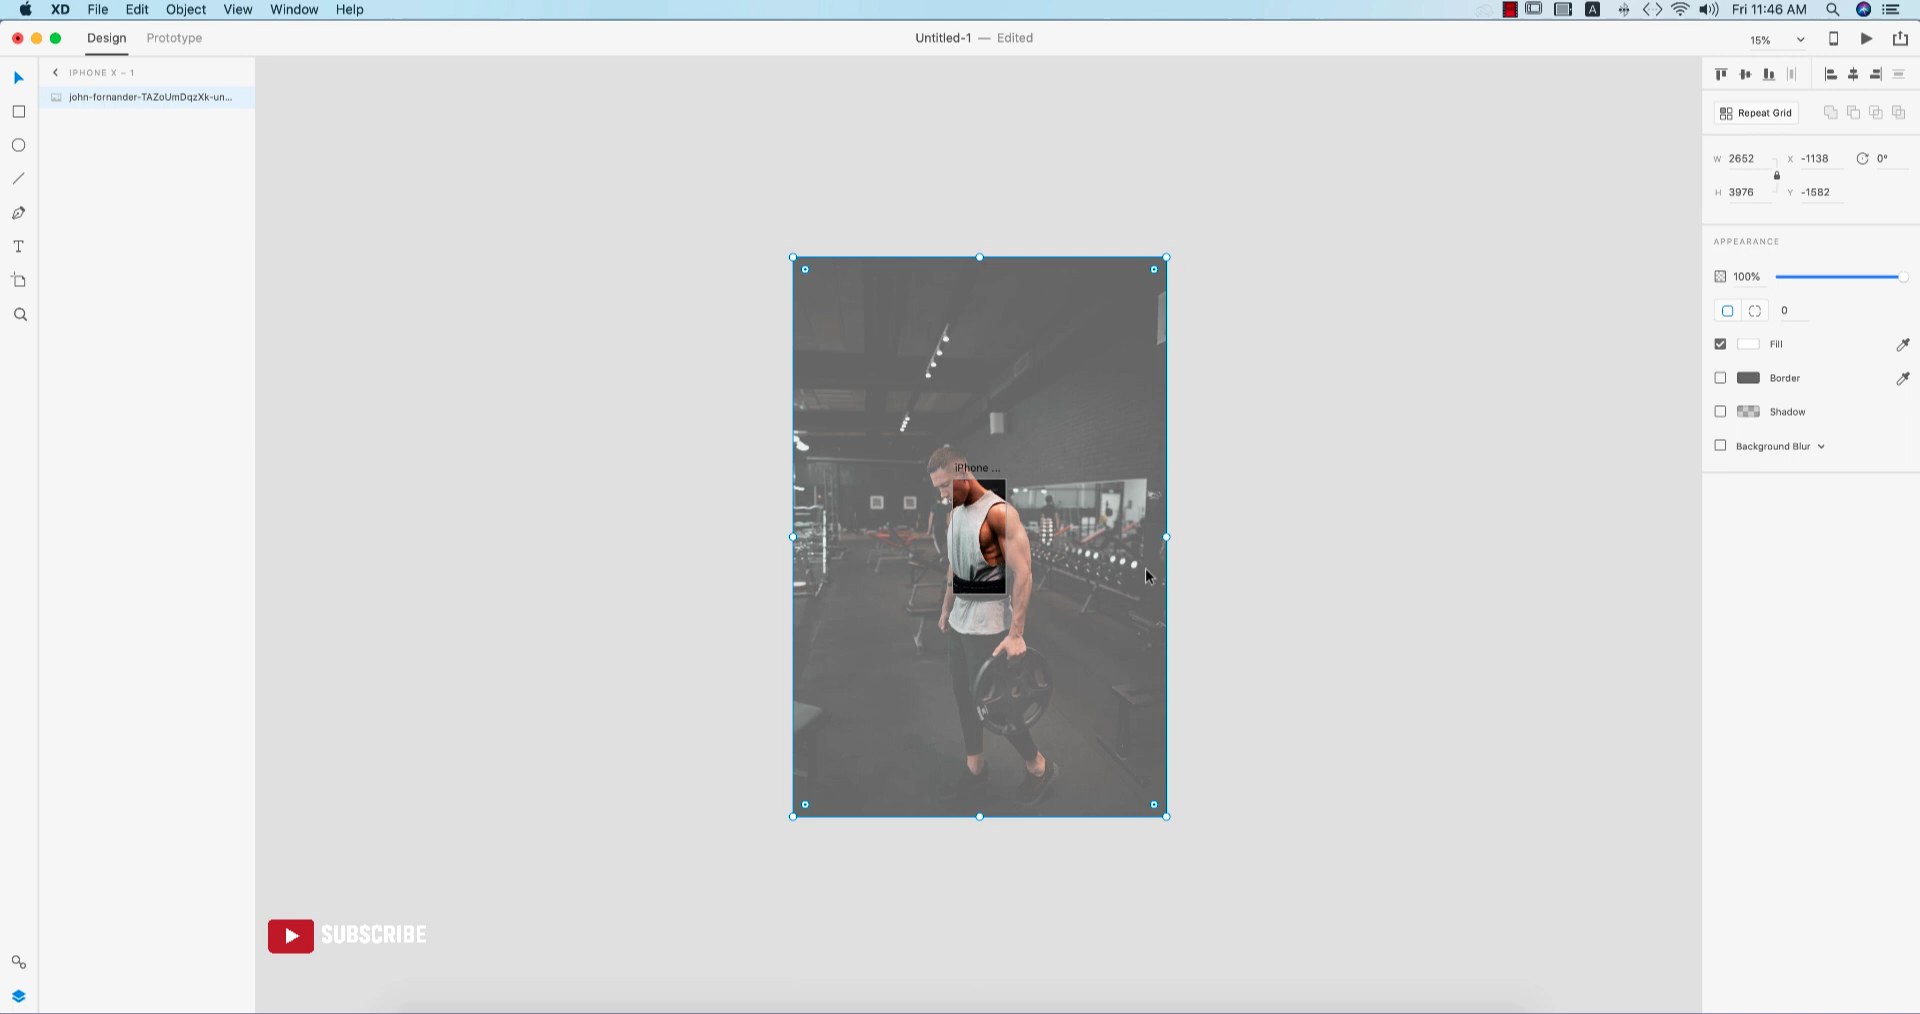 XD File Edit Object View Window Help
A Fri 11:46 AM
Design Prototype
Untitled-1 — Edited
15%
IPHONE X – 1
john-fornander-TAZoUmDqzXk-un...
Repeat Grid
W 2652 X -1138 0°
H 3976 Y -1582
APPEARANCE
100%
0
Fill
Border
Shadow
Background Blur
iPhone ...
T
SUBSCRIBE